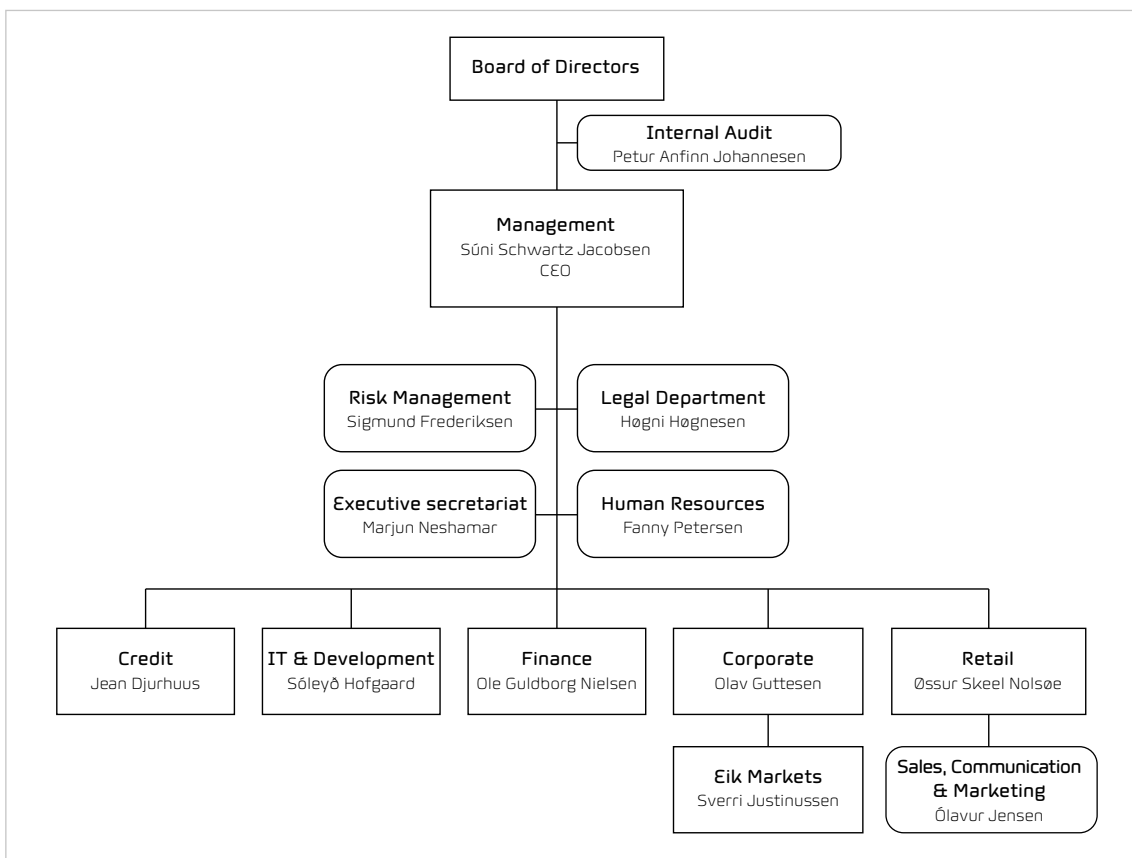 Board of Directors
Internal Audit
Petur Anfinn Johannesen
Management
Súni Schwartz Jacobsen
CEO
Risk Management
Sigmund Frederiksen
Legal Department
Høgni Høgnesen
Executive secretariat
Marjun Neshamar
Human Resources
Fanny Petersen
Credit
Jean Djurhuus
IT & Development
Sóleyð Hofgaard
Finance
Ole Guldborg Nielsen
Corporate
Olav Guttesen
Retail
Øssur Skeel Nolsøe
Eik Markets
Sverri Justinussen
Sales, Communication
& Marketing
Ólavur Jensen